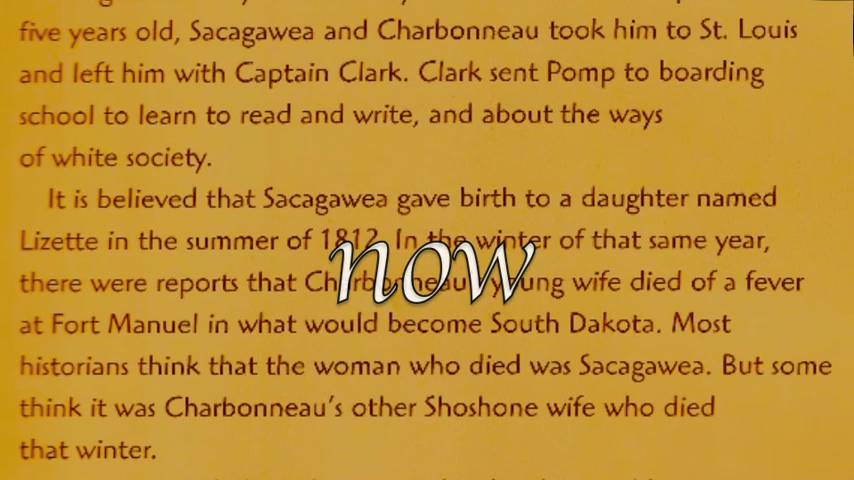 five years old, Sacagawea and Charbonneau took him to St. Louis
and left him with Captain Clark. Clark sent Pomp to boarding
school to learn to read and write, and about the ways
of white society.
It is believed that Sacagawea gave birth to a daughter named
Lizette in the summer of 1812. In the winter of that same year,
now
there were reports that Charbonneau's young wife died of a fever
at Fort Manuel in what would become South Dakota. Most
historians think that the woman who died was Sacagawea. But some
think it was Charbonneau's other Shoshone wife who died
that winter.